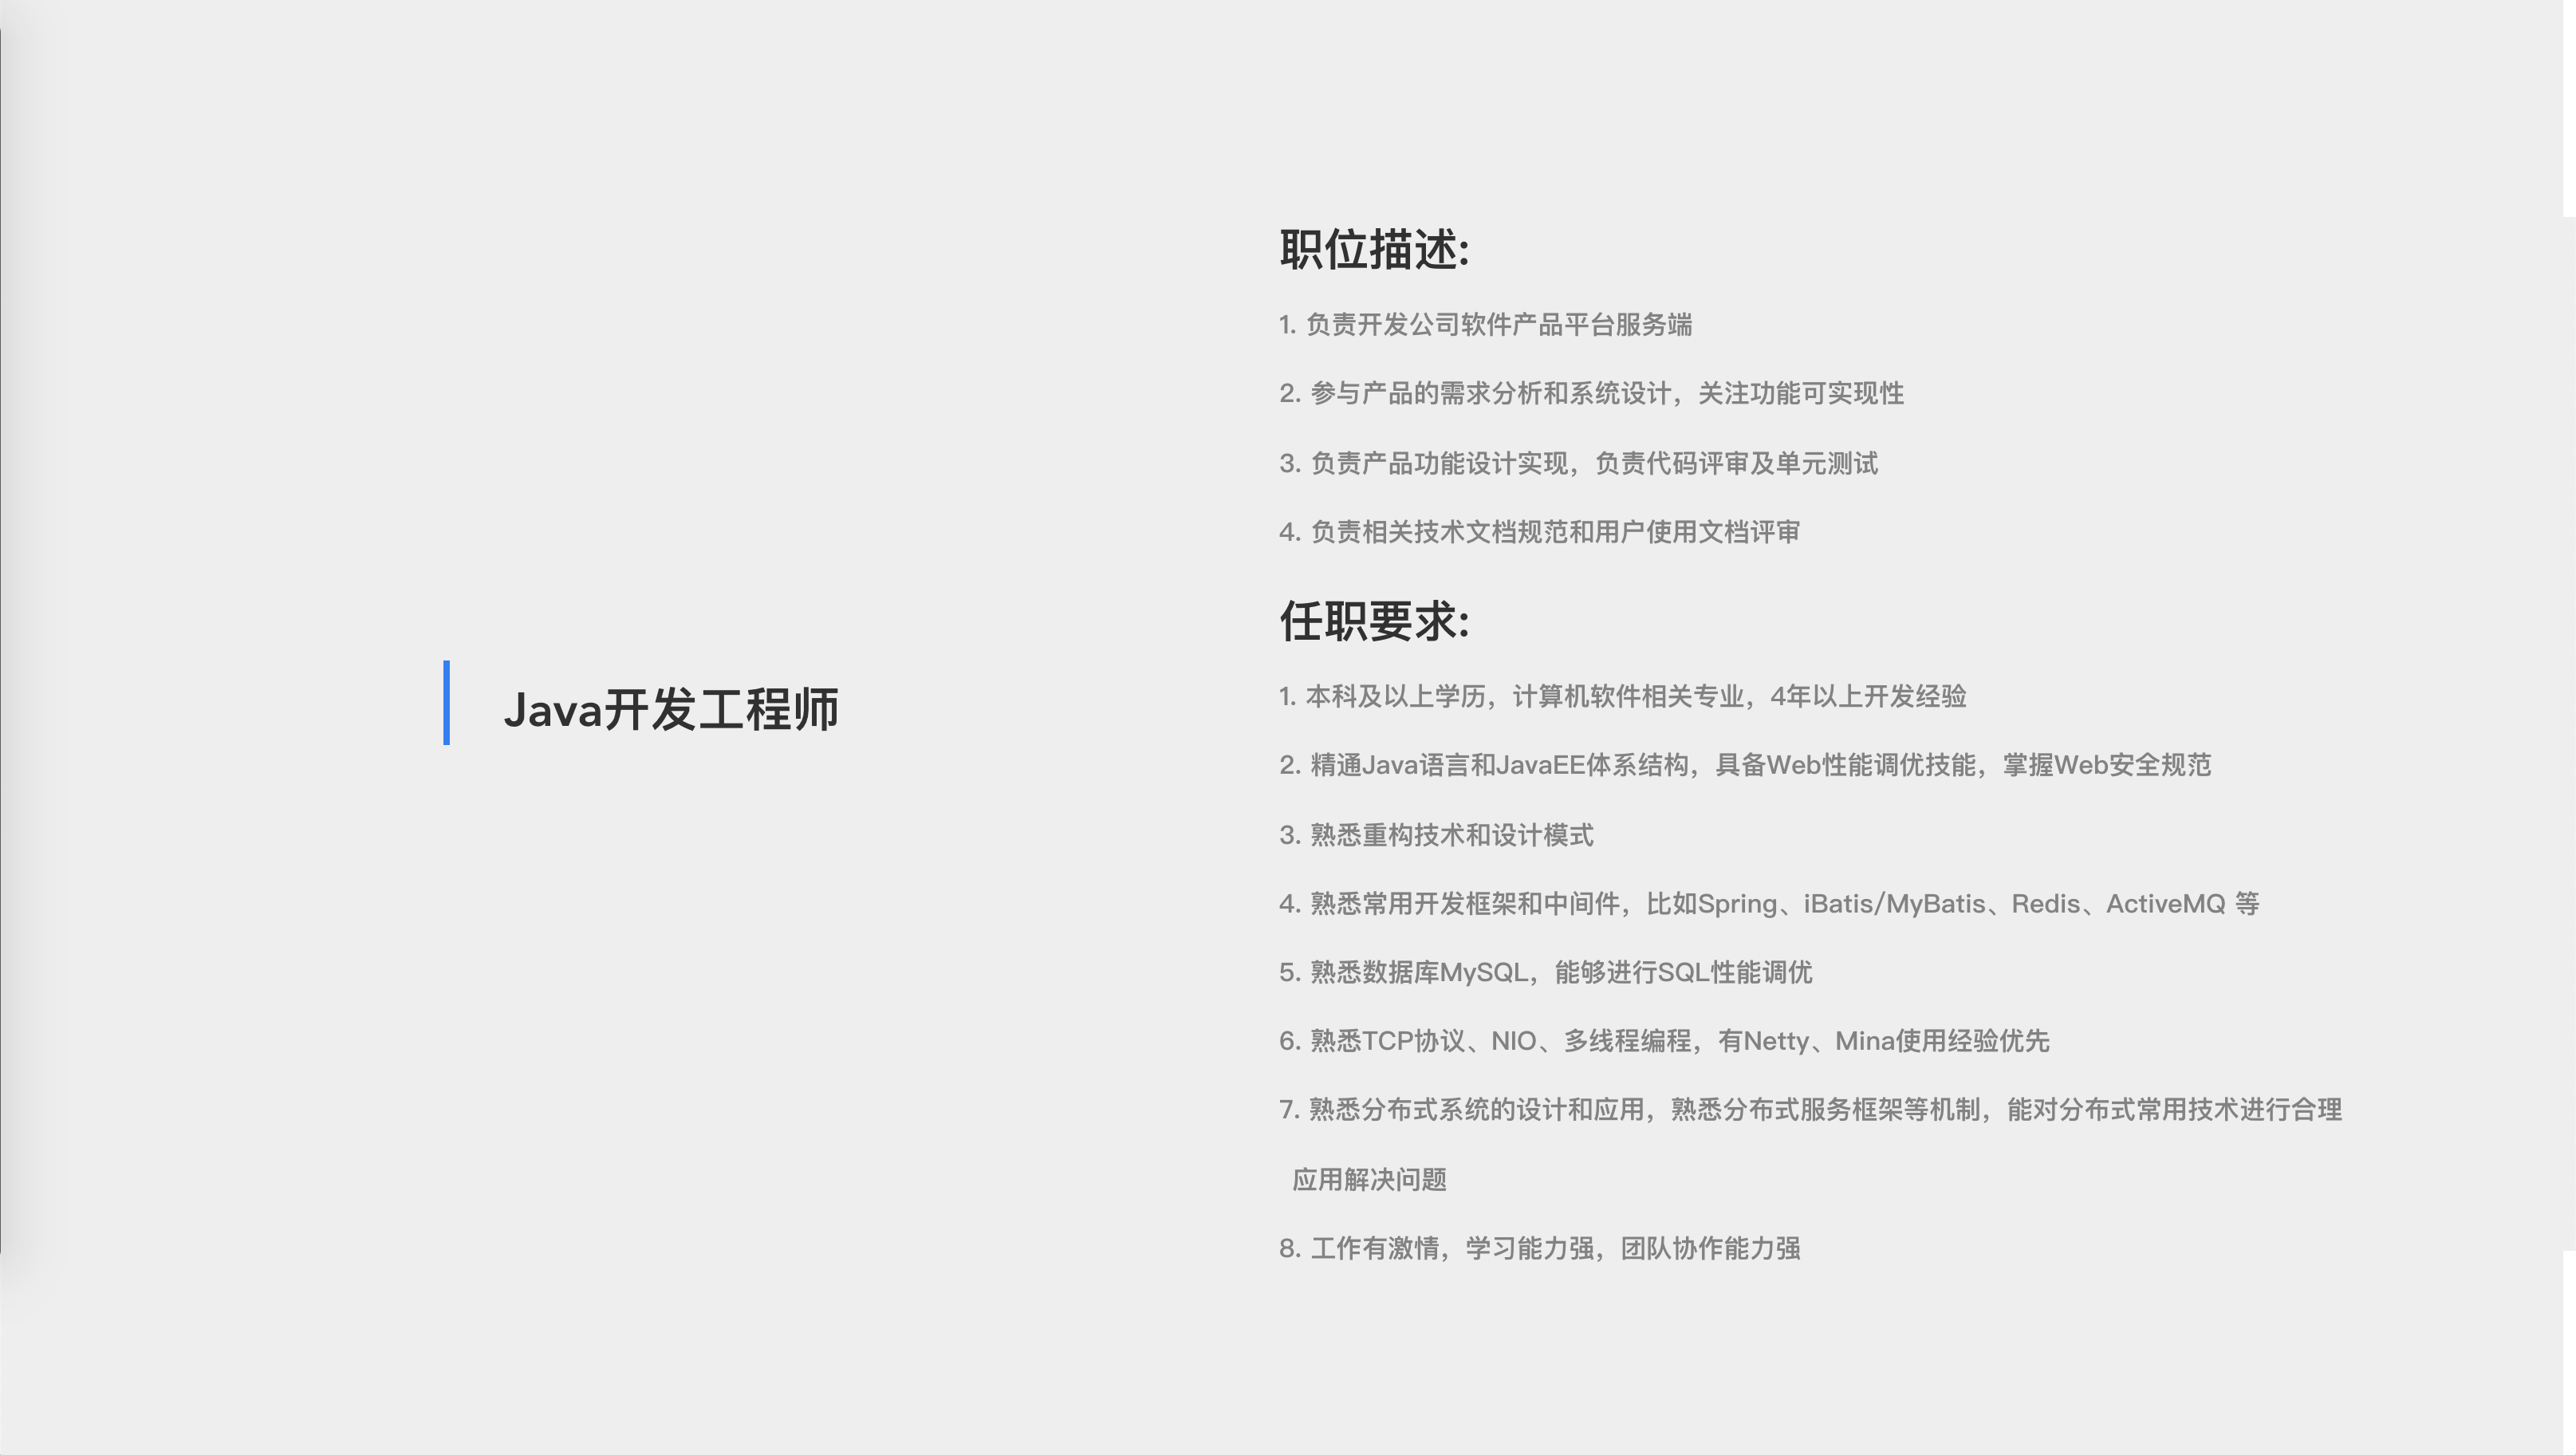 Java开发工程师
职位描述:
1. 负责开发公司软件产品平台服务端
2. 参与产品的需求分析和系统设计，关注功能可实现性
3. 负责产品功能设计实现，负责代码评审及单元测试
4. 负责相关技术文档规范和用户使用文档评审
任职要求:
1. 本科及以上学历，计算机软件相关专业，4年以上开发经验
2. 精通Java语言和JavaEE体系结构，具备Web性能调优技能，掌握Web安全规范
3. 熟悉重构技术和设计模式
4. 熟悉常用开发框架和中间件，比如Spring、iBatis/MyBatis、Redis、ActiveMQ 等
5. 熟悉数据库MySQL，能够进行SQL性能调优
6. 熟悉TCP协议、NIO、多线程编程，有Netty、Mina使用经验优先
7. 熟悉分布式系统的设计和应用，熟悉分布式服务框架等机制，能对分布式常用技术进行合理
应用解决问题
8. 工作有激情，学习能力强，团队协作能力强